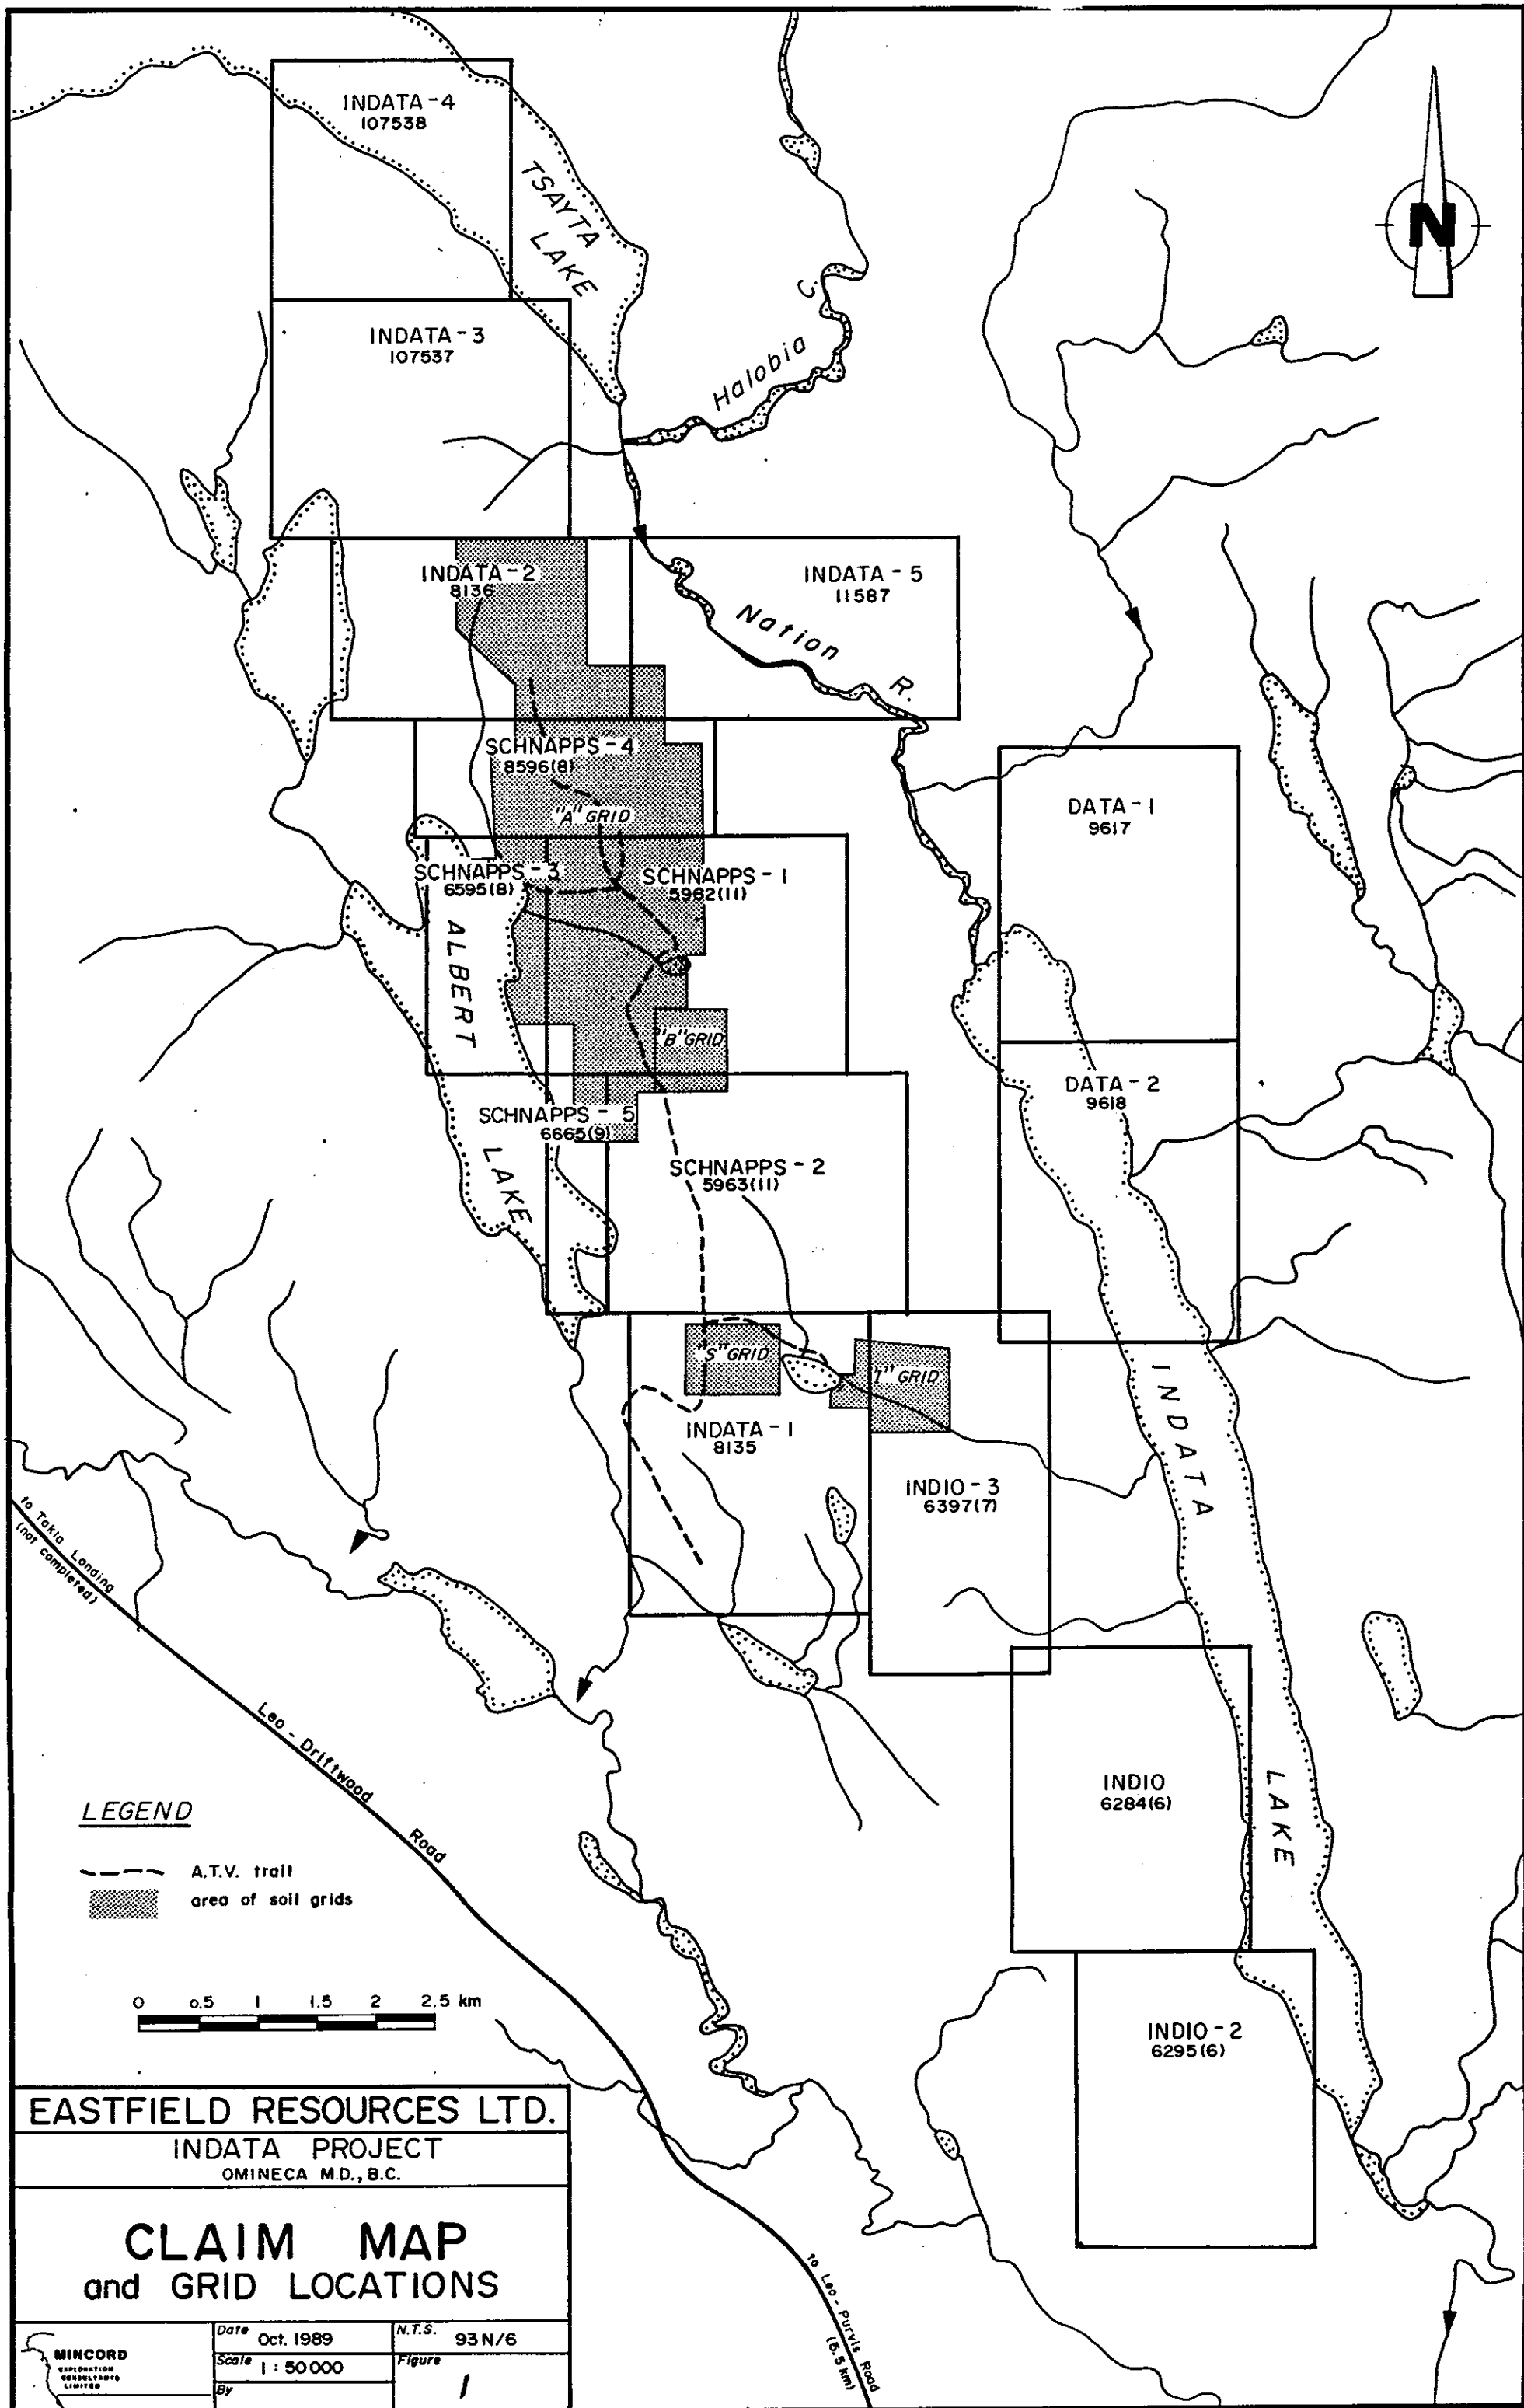 INDATA-4
107538
TSAYTA
LAKE
N
INDATA-3
107537
Halobia C
INDATA-2
8136
INDATA-5
11587
Nation R.
SCHNAPPS-4
8596(8)
"A" GRID
DATA-1
9617
SCHNAPPS-3
6595(8)
SCHNAPPS-1
5962(11)
ALBERT
LAKE
"B" GRID
DATA-2
9618
SCHNAPPS-5
6665(9)
SCHNAPPS-2
5963(11)
"S" GRID
"I" GRID
INDATA
LAKE
INDATA-1
8135
INDIO-3
6397(7)
to Takla Landing
(not completed)
Leo-Driftwood Road
INDIO
6284(6)
LEGEND
A.T.V. trail
area of soil grids
0 0.5 1 1.5 2 2.5 km
INDIO-2
6295(6)
to Leo-Purvis Road
EASTFIELD RESOURCES LTD.
INDATA PROJECT
OMINECA M.D., B.C.
CLAIM MAP
and GRID LOCATIONS
MINCORD
EXPLORATION
CONSULTANTS
LIMITED
Date Oct. 1989
N.T.S. 93 N/6
Scale 1 : 50 000
Figure 1
By